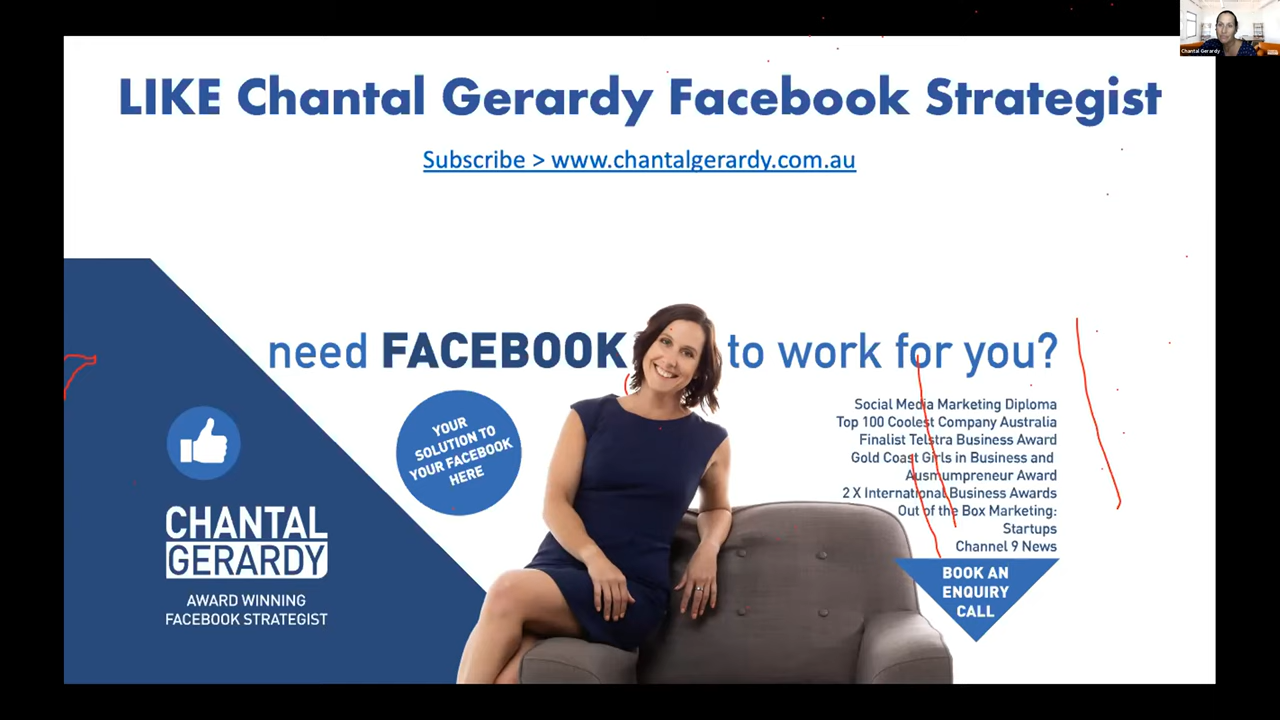 Chantal Gerardy
LIKE Chantal Gerardy Facebook Strategist
Subscribe > www.chantalgerardy.com.au
need FACEBOOK to work for you?
YOUR
SOLUTION TO
YOUR FACEBOOK
HERE
Social Media Marketing Diploma
Top 100 Coolest Company Australia
Finalist Telstra Business Award
Gold Coast Girls in Business and
Ausmumpreneur Award
2 X International Business Awards
Out of the Box Marketing:
Startups
Channel 9 News
BOOK AN
ENQUIRY
CALL
CHANTAL
GERARDY
AWARD WINNING
FACEBOOK STRATEGIST